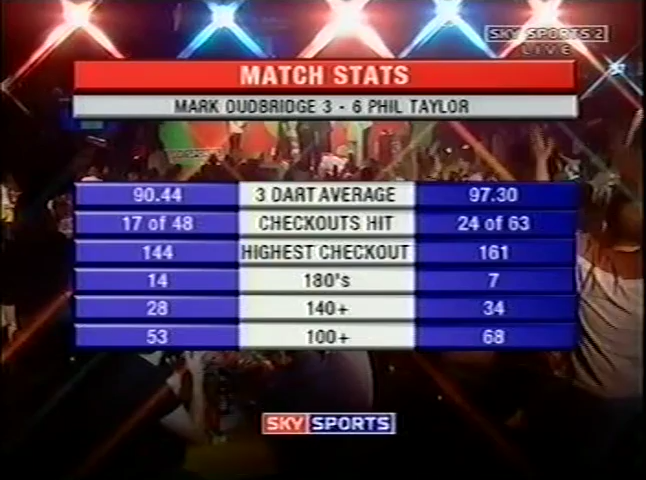 SKY SPORTS 2
LIVE
MATCH STATS
MARK DUDBRIDGE 3 - 6 PHIL TAYLOR
90.44 3 DART AVERAGE 97.30
17 of 48 CHECKOUTS HIT 24 of 63
144 HIGHEST CHECKOUT 161
14 180's 7
28 140+ 34
53 100+ 68
SKY SPORTS